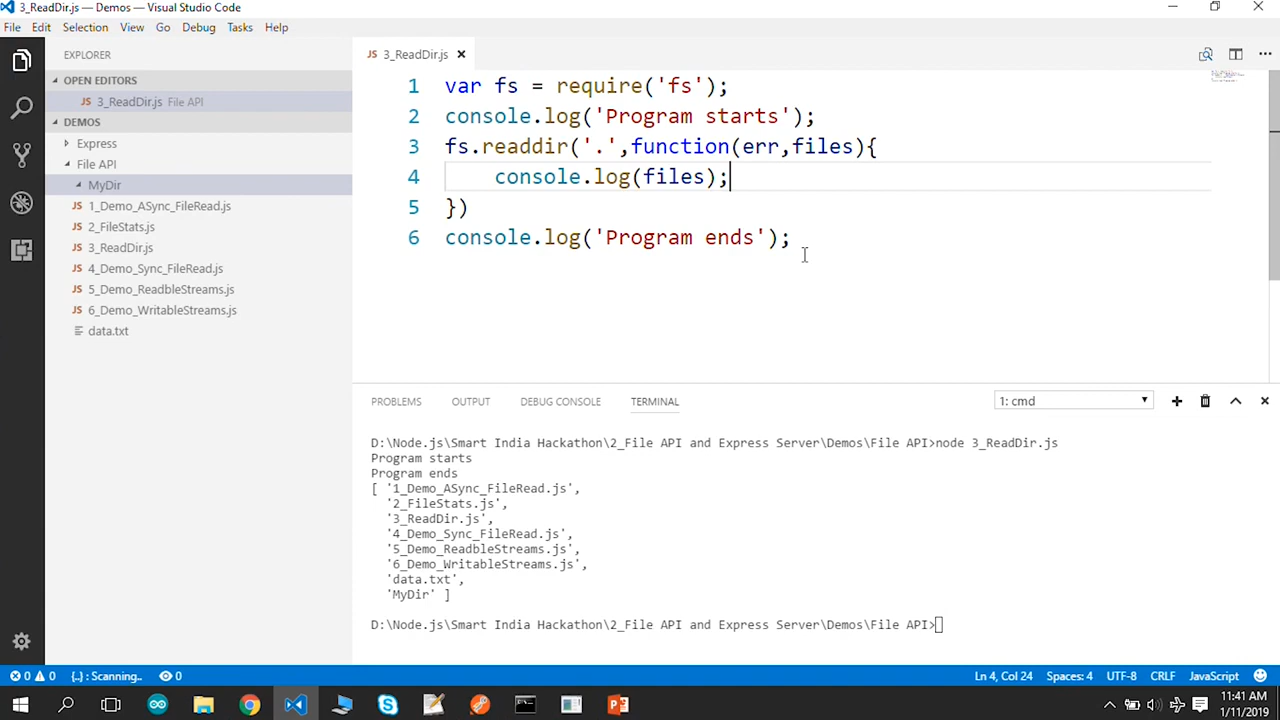 3_ReadDir.js — Demos — Visual Studio Code
File Edit Selection View Go Debug Tasks Help
EXPLORER
OPEN EDITORS
JS 3_ReadDir.js File API
DEMOS
Express
File API
MyDir
JS 1_Demo_ASync_FileRead.js
JS 2_FileStats.js
JS 3_ReadDir.js
JS 4_Demo_Sync_FileRead.js
JS 5_Demo_ReadbleStreams.js
JS 6_Demo_WritableStreams.js
data.txt
JS 3_ReadDir.js
1 var fs = require('fs');
2 console.log('Program starts');
3 fs.readdir('.',function(err,files){
4 console.log(files);
5 })
6 console.log('Program ends');
PROBLEMS OUTPUT DEBUG CONSOLE TERMINAL 1: cmd
D:\Node.js\Smart India Hackathon\2_File API and Express Server\Demos\File API>node 3_ReadDir.js
Program starts
Program ends
[ '1_Demo_ASync_FileRead.js',
'2_FileStats.js',
'3_ReadDir.js',
'4_Demo_Sync_FileRead.js',
'5_Demo_ReadbleStreams.js',
'6_Demo_WritableStreams.js',
'data.txt',
'MyDir' ]
D:\Node.js\Smart India Hackathon\2_File API and Express Server\Demos\File API>
0 0 {..} : Scanning.. 0 Ln 4, Col 24 Spaces: 4 UTF-8 CRLF JavaScript
11:41 AM
1/11/2019